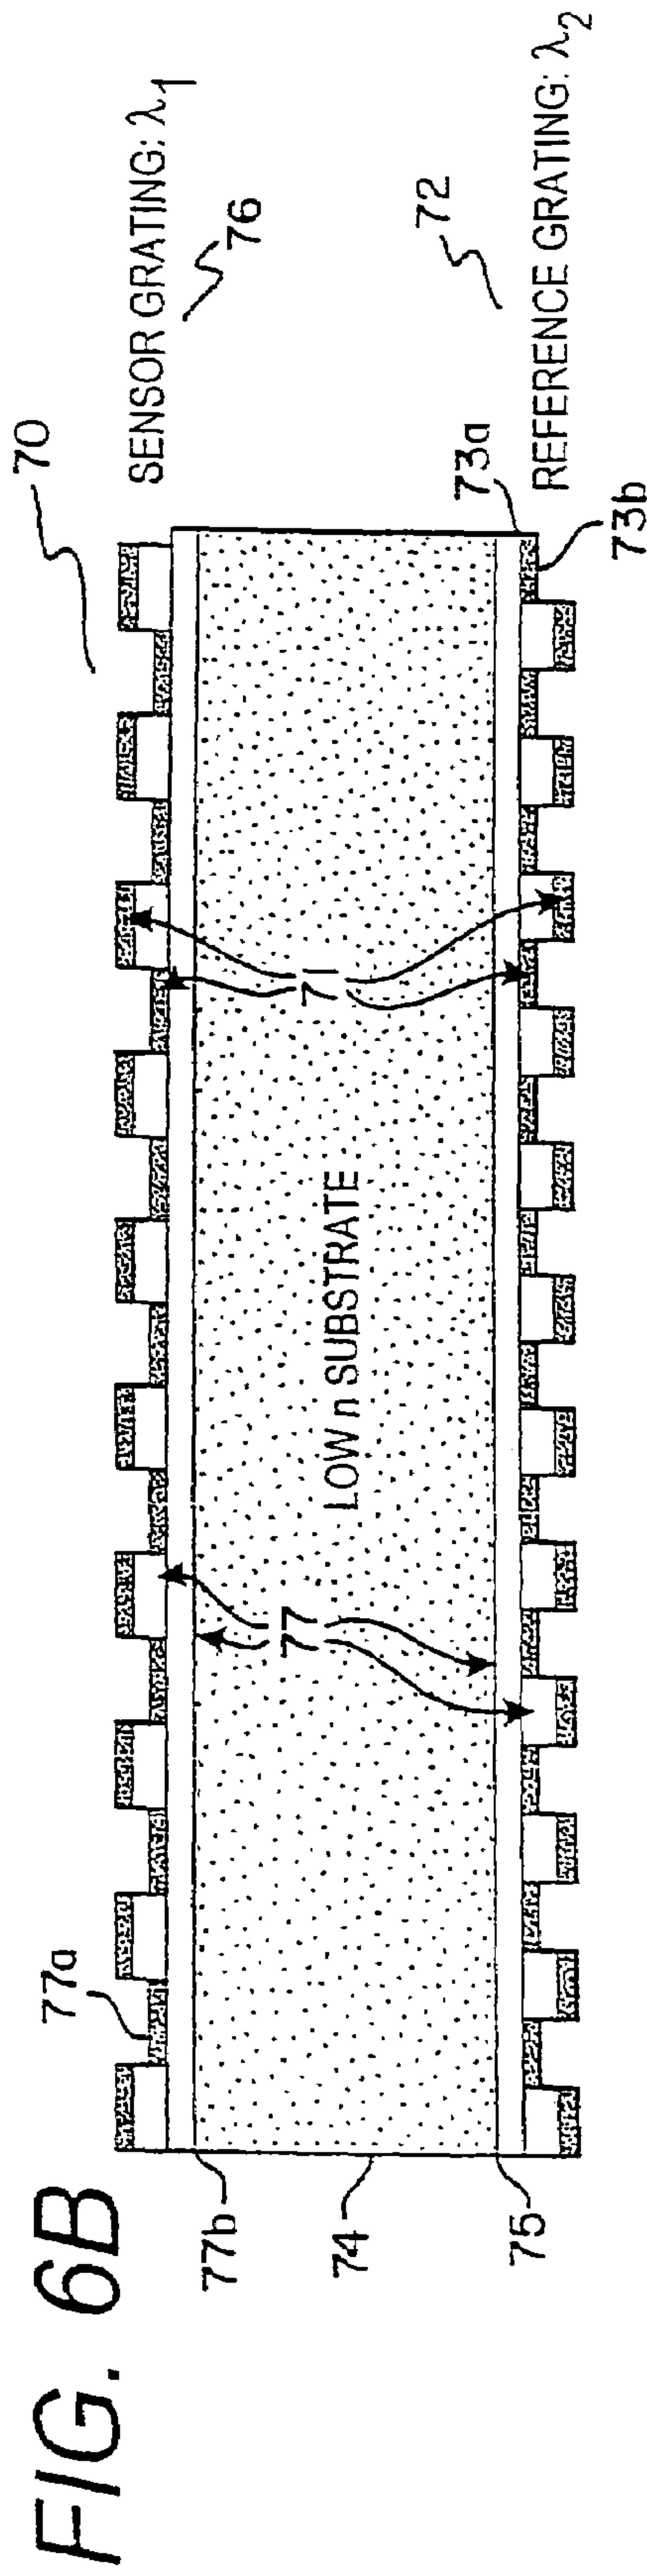 FIG. 6B
70
SENSOR GRATING: λ1
76
77a
77b
71
77
LOW n SUBSTRATE
74
75
72
73a
73b
REFERENCE GRATING: λ2